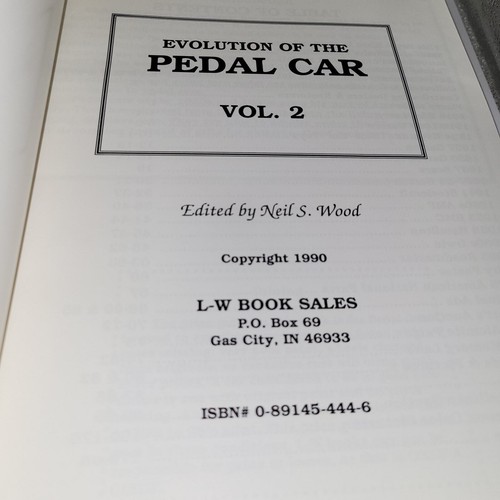 EVOLUTION OF THE
PEDAL CAR
VOL. 2
Edited by Neil S. Wood
Copyright 1990
L-W BOOK SALES
P.O. Box 69
Gas City, IN 46933
ISBN# 0-89145-444-6